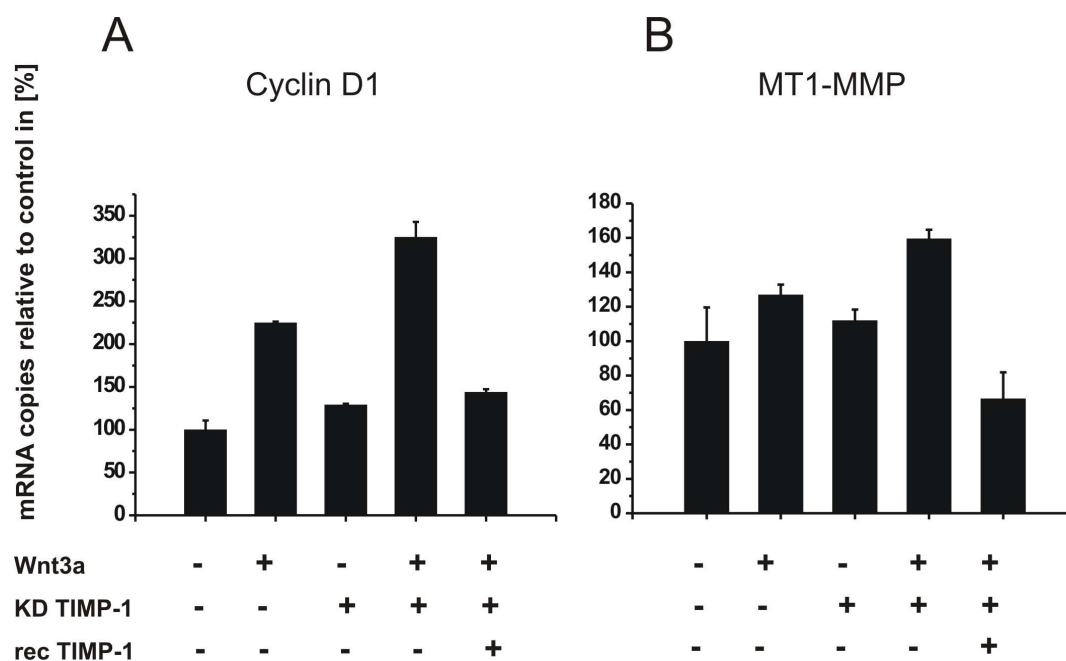 A
B
Cyclin D1
MT1-MMP
mRNA copies relative to control in [%]
350
300
250
200
150
100
50
0
180
160
140
120
100
80
60
40
20
0
Wnt3a - + - + + - + - + +
KD TIMP-1 - - + + + - - + + +
rec TIMP-1 - - - - + - - - - +